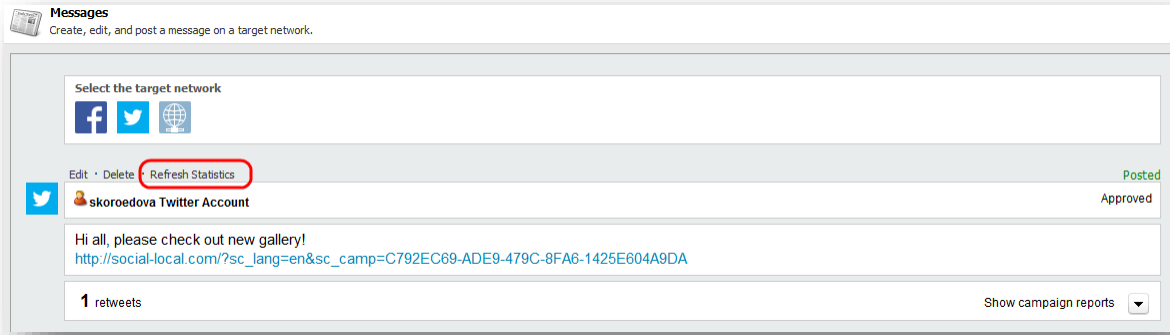 Messages
Create, edit, and post a message on a target network.
Select the target network
Edit · Delete · Refresh Statistics Posted
skoroedova Twitter Account Approved
Hi all, please check out new gallery!
http://social-local.com/?sc_lang=en&sc_camp=C792EC69-ADE9-479C-8FA6-1425E604A9DA
1 retweets Show campaign reports